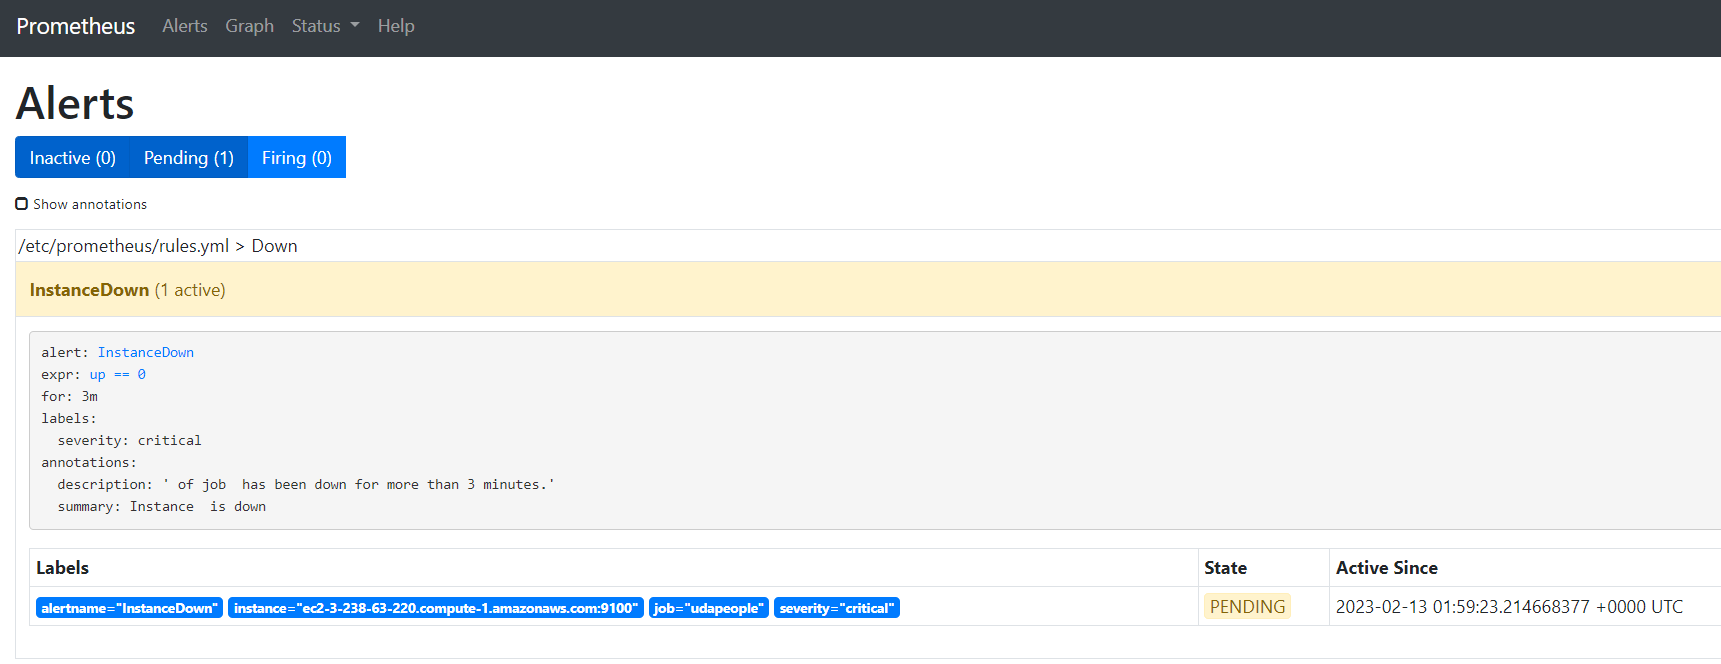 Prometheus Alerts Graph Status Help
Alerts
Inactive (0) Pending (1) Firing (0)
Show annotations
/etc/prometheus/rules.yml > Down
InstanceDown (1 active)
alert: InstanceDown
expr: up == 0
for: 3m
labels:
  severity: critical
annotations:
  description: ' of job  has been down for more than 3 minutes.'
  summary: Instance  is down
Labels State Active Since
alertname="InstanceDown" instance="ec2-3-238-63-220.compute-1.amazonaws.com:9100" job="udapeople" severity="critical" PENDING 2023-02-13 01:59:23.214668377 +0000 UTC